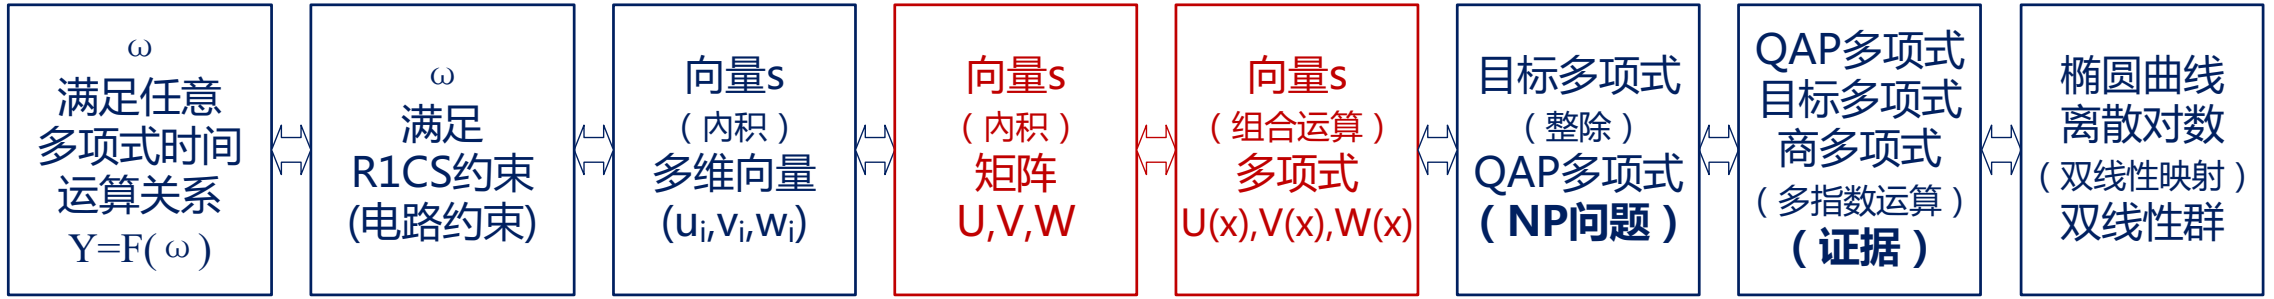 ω
满足任意
多项式时间
运算关系
Y=F(ω)
ω
满足
R1CS约束
(电路约束)
向量s
（内积）
多维向量
(uᵢ,vᵢ,wᵢ)
向量s
（内积）
矩阵
U,V,W
向量s
（组合运算）
多项式
U(x),V(x),W(x)
目标多项式
（整除）
QAP多项式
（NP问题）
QAP多项式
目标多项式
商多项式
（多指数运算）
（证据）
椭圆曲线
离散对数
（双线性映射）
双线性群